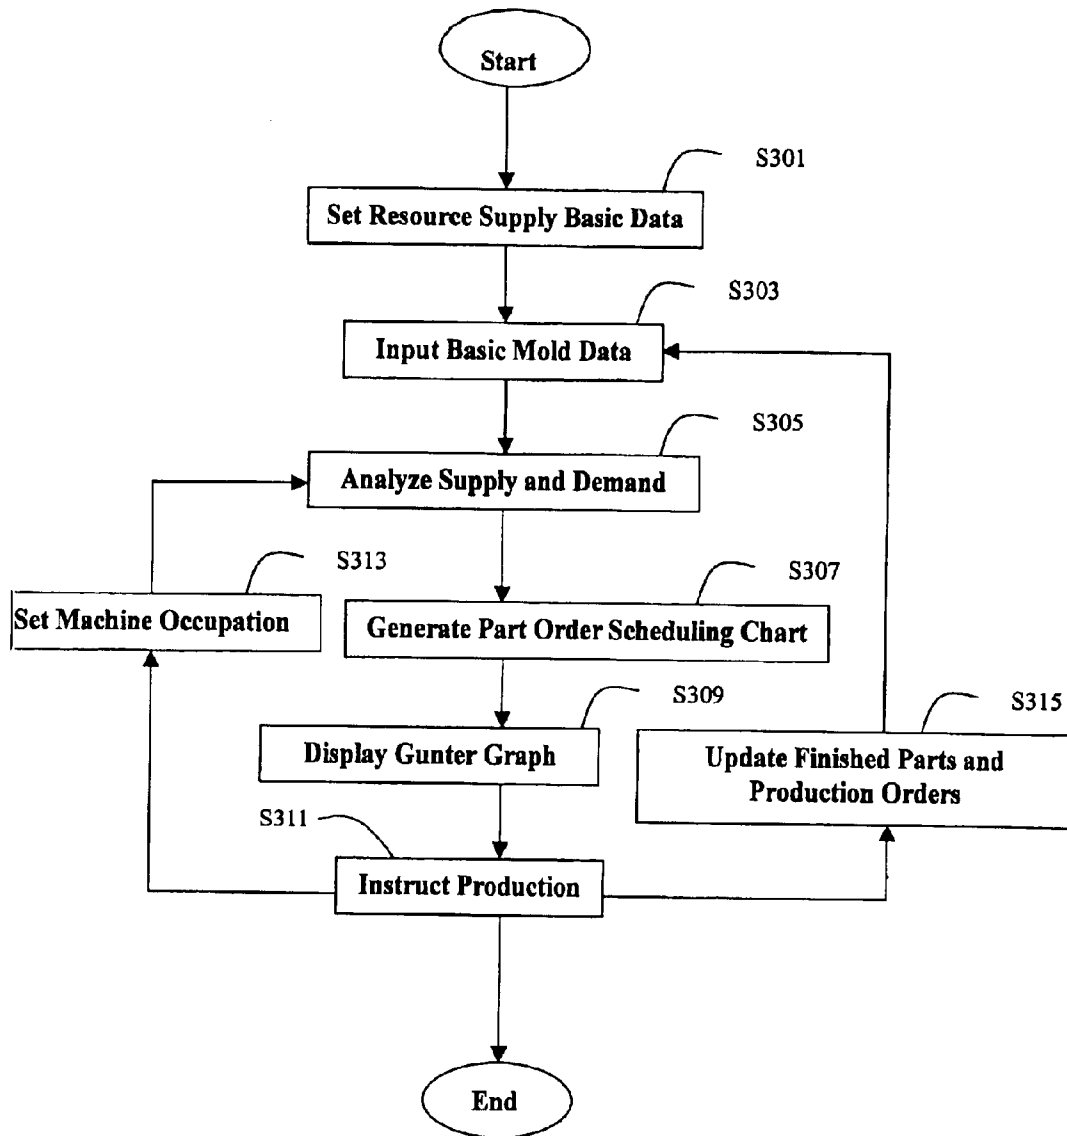 Start
S301
Set Resource Supply Basic Data
S303
Input Basic Mold Data
S305
Analyze Supply and Demand
S313
S307
Set Machine Occupation
Generate Part Order Scheduling Chart
S309
S315
Display Gunter Graph
Update Finished Parts and
Production Orders
S311
Instruct Production
End